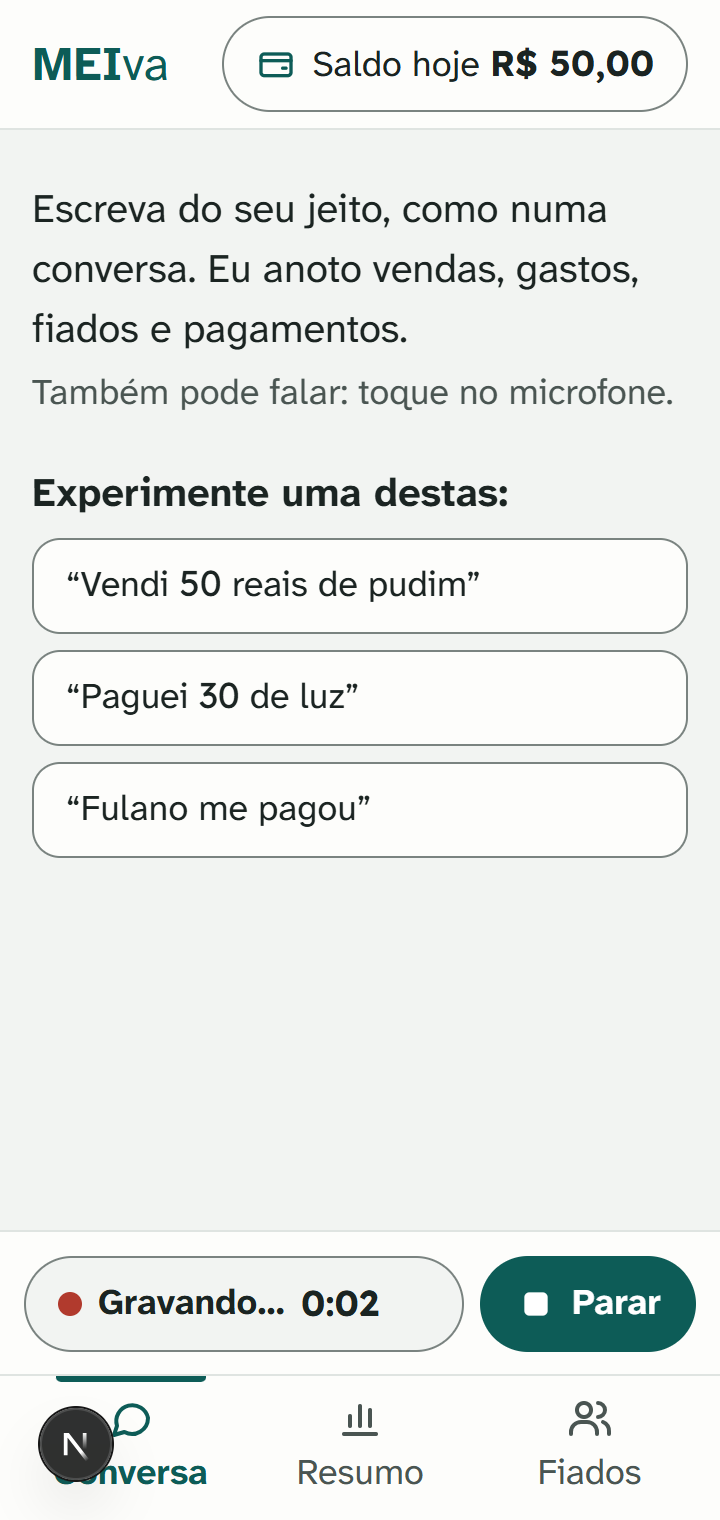 MEIva
Saldo hoje R$ 50,00
Escreva do seu jeito, como numa
conversa. Eu anoto vendas, gastos,
fiados e pagamentos.
Também pode falar: toque no microfone.
Experimente uma destas:
“Vendi 50 reais de pudim”
“Paguei 30 de luz”
“Fulano me pagou”
Gravando... 0:02
Parar
N
Conversa
Resumo
Fiados